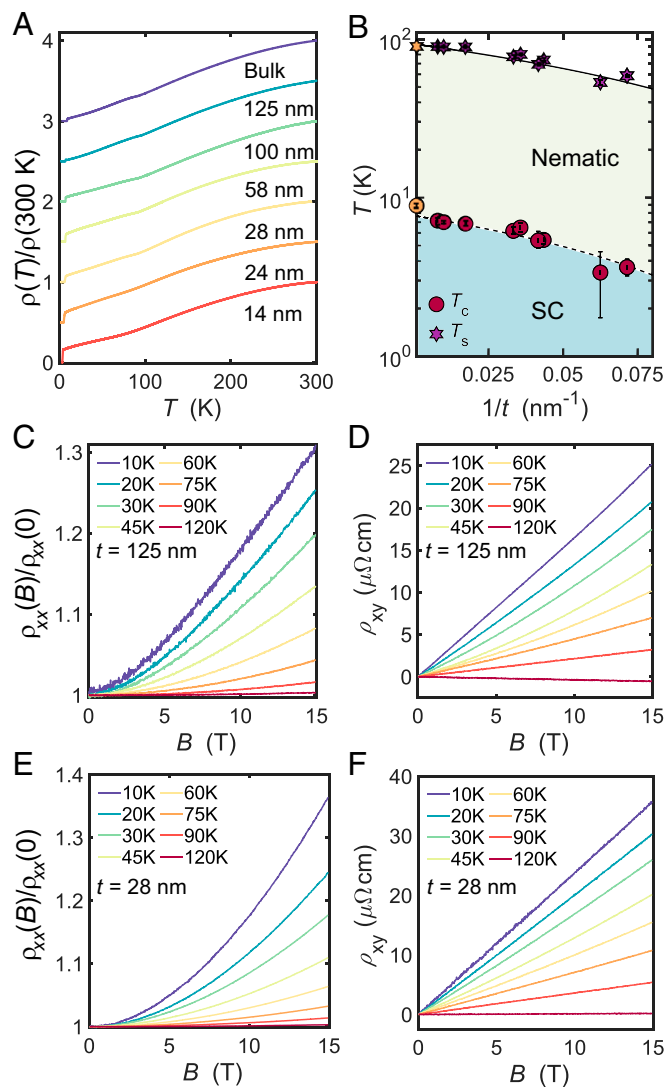 A
4
3
2
1
0
ρ(T)/ρ(300 K)
Bulk
125 nm
100 nm
58 nm
28 nm
24 nm
14 nm
0 100 200 300
T (K)
B
10²
10¹
10⁰
T (K)
Nematic
SC
Tc
Ts
0.025 0.05 0.075
1/t (nm⁻¹)
C
1.3
1.2
1.1
1
ρxx(B)/ρxx(0)
10K 60K
20K 75K
30K 90K
45K 120K
t = 125 nm
0 5 10 15
B (T)
D
25
20
15
10
5
0
ρxy (μΩ cm)
10K 60K
20K 75K
30K 90K
45K 120K
t = 125 nm
0 5 10 15
B (T)
E
1.4
1.3
1.2
1.1
1
ρxx(B)/ρxx(0)
10K 60K
20K 75K
30K 90K
45K 120K
t = 28 nm
0 5 10 15
B (T)
F
40
30
20
10
0
ρxy (μΩ cm)
10K 60K
20K 75K
30K 90K
45K 120K
t = 28 nm
0 5 10 15
B (T)